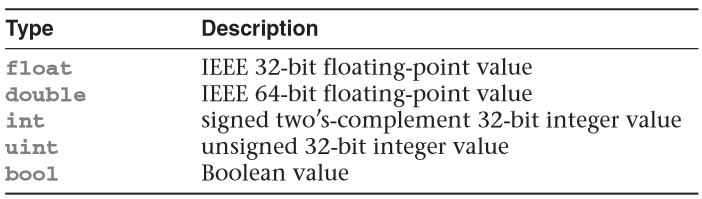 Type Description
float IEEE 32-bit floating-point value
double IEEE 64-bit floating-point value
int signed two's-complement 32-bit integer value
uint unsigned 32-bit integer value
bool Boolean value